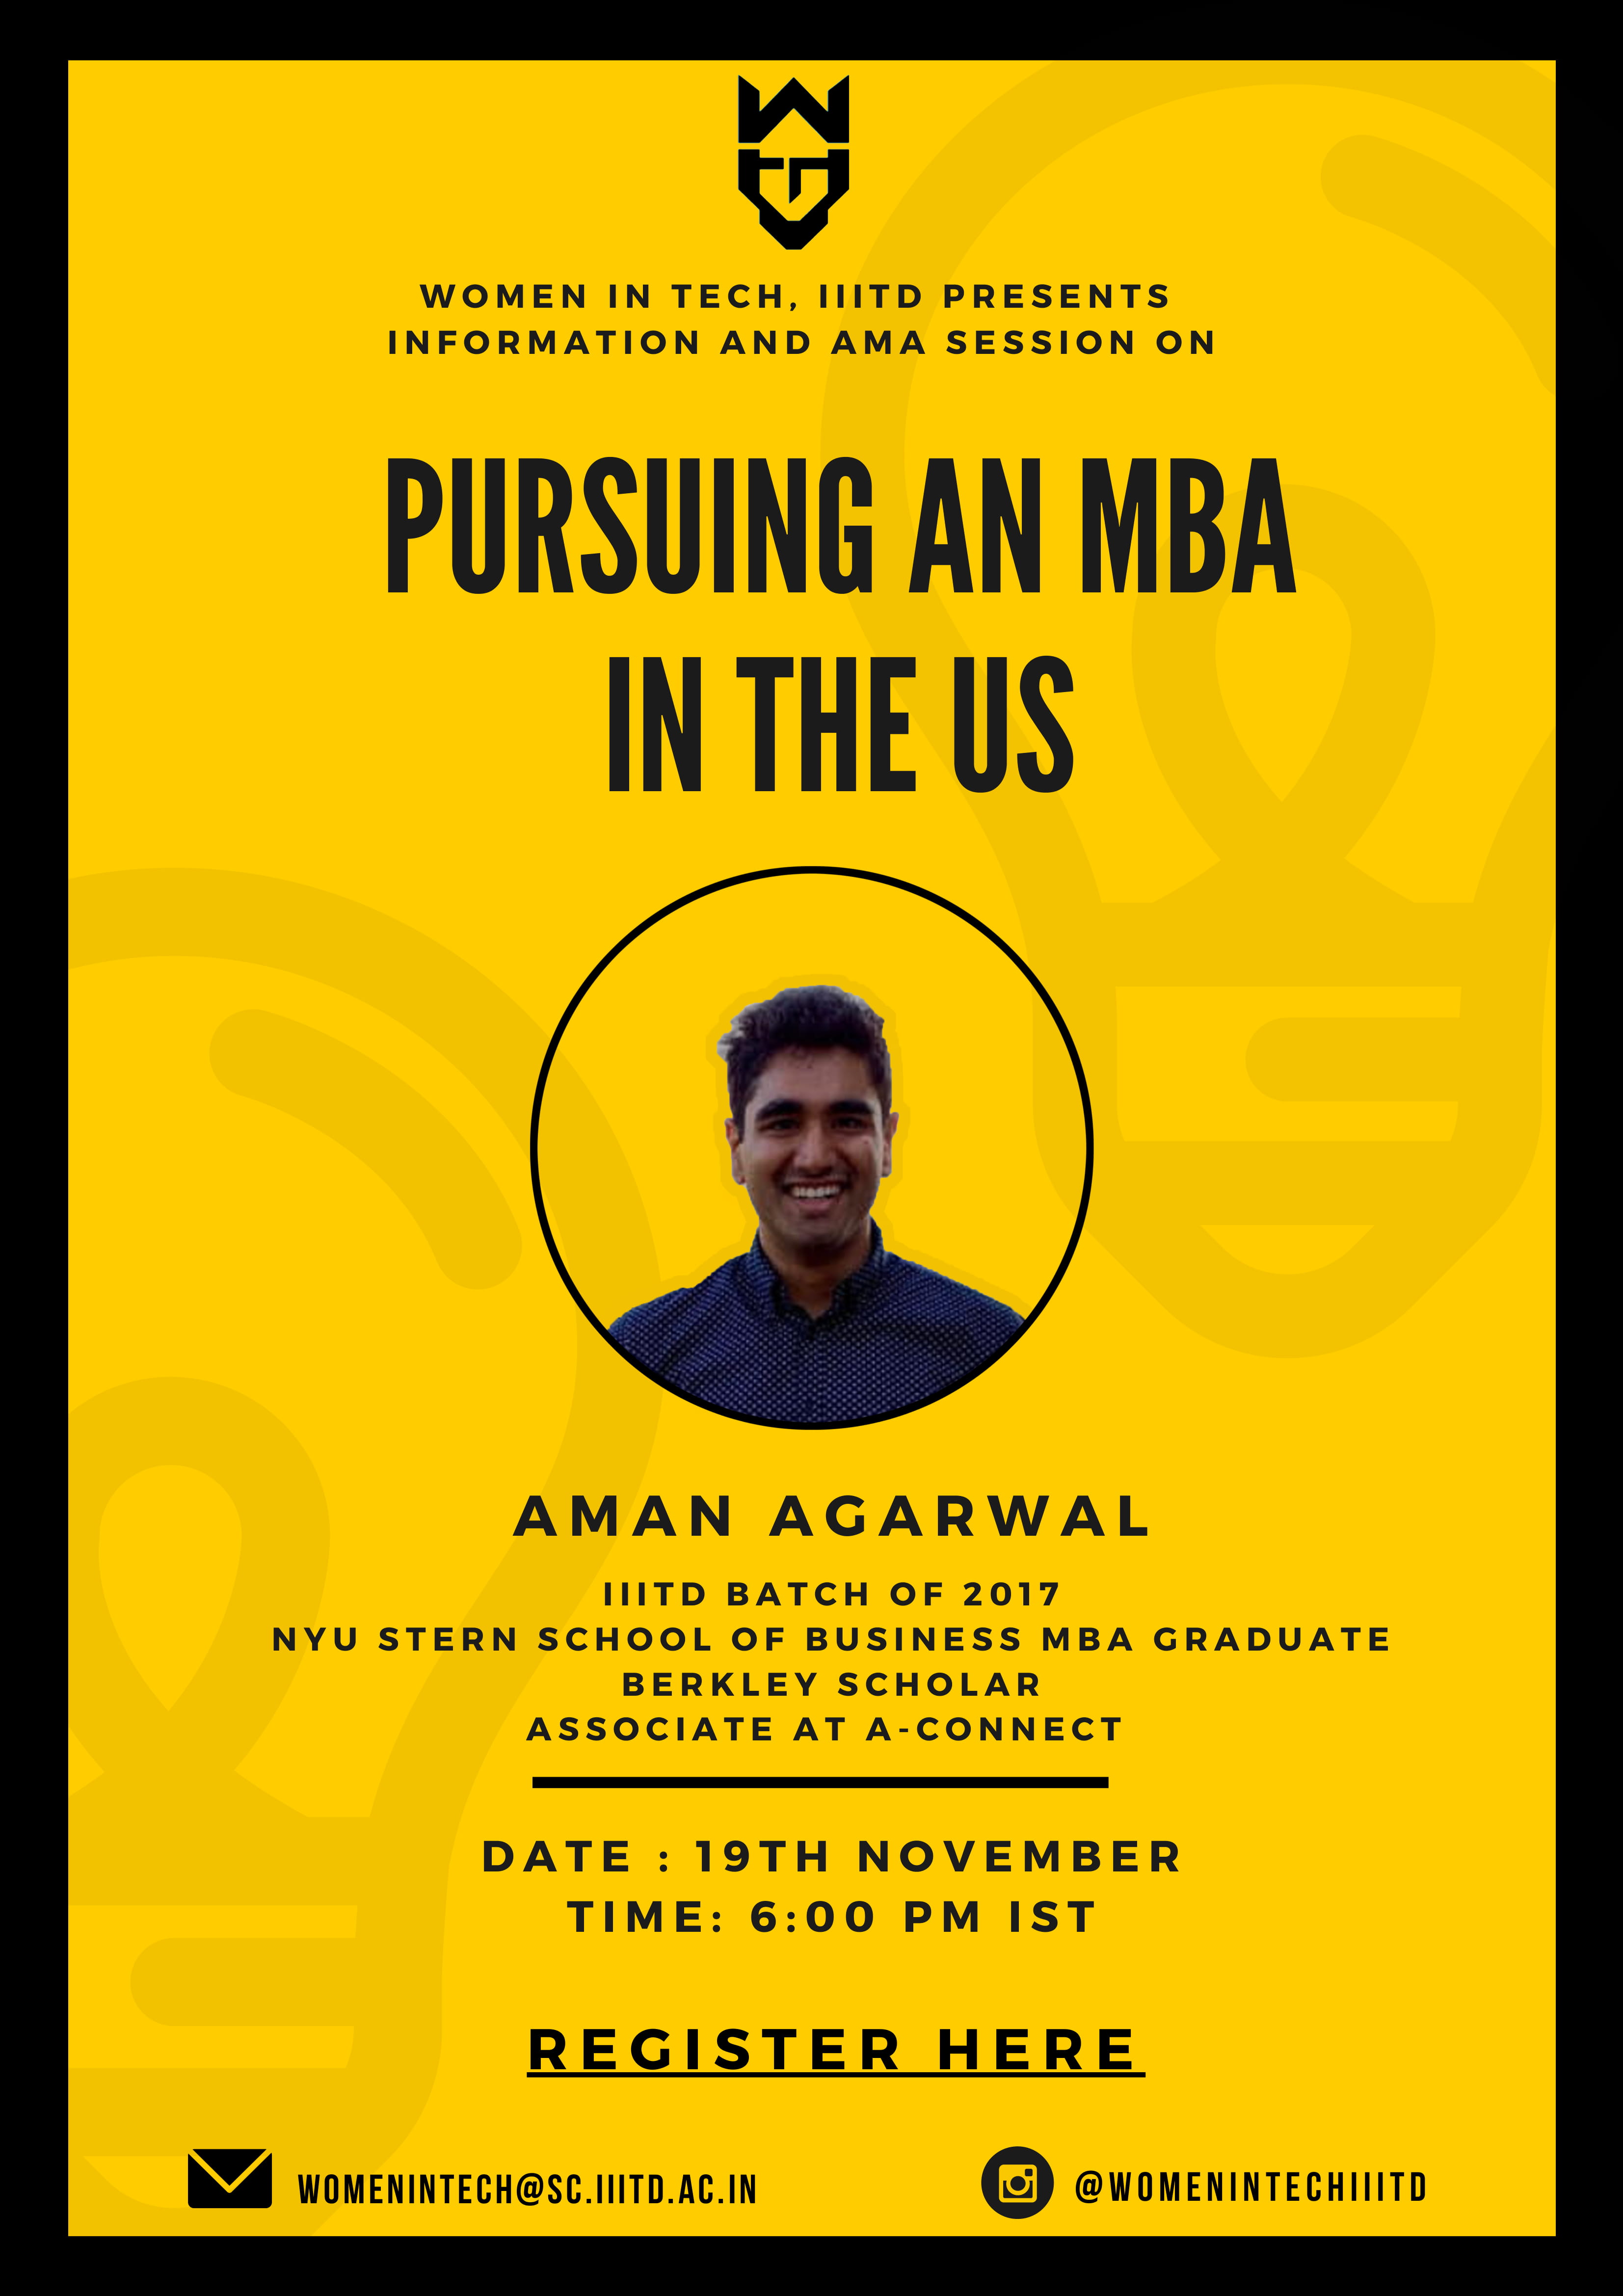 WOMEN IN TECH, IIITD PRESENTS
INFORMATION AND AMA SESSION ON
PURSUING AN MBA
IN THE US
AMAN AGARWAL
IIITD BATCH OF 2017
NYU STERN SCHOOL OF BUSINESS MBA GRADUATE
BERKLEY SCHOLAR
ASSOCIATE AT A-CONNECT
DATE : 19TH NOVEMBER
TIME: 6:00 PM IST
REGISTER HERE
WOMENINTECH@SC.IIITD.AC.IN
@WOMENINTECHIIITD